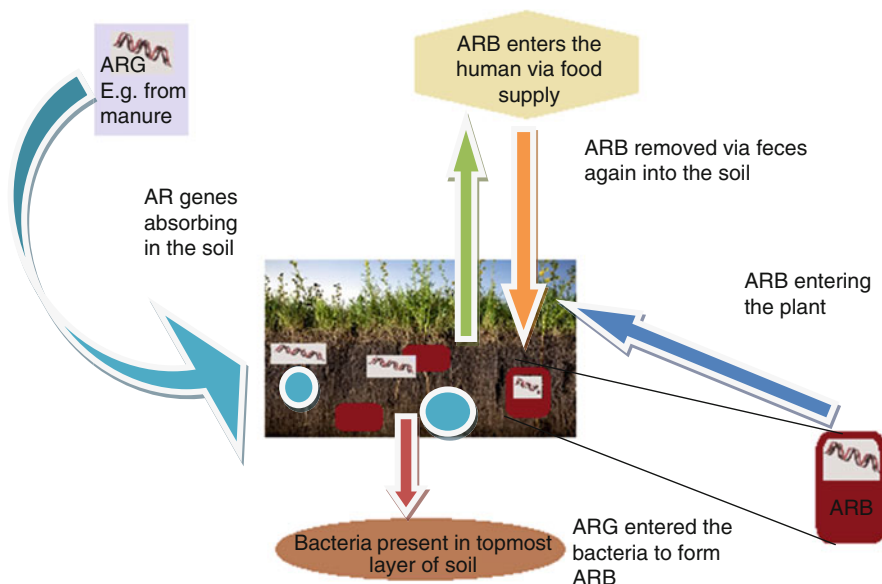 ARG
E.g. from
manure
ARB enters the
human via food
supply
ARB removed via feces
again into the soil
AR genes
absorbing
in the soil
ARB entering
the plant
ARB
Bacteria present in topmost
layer of soil
ARG entered the
bacteria to form
ARB